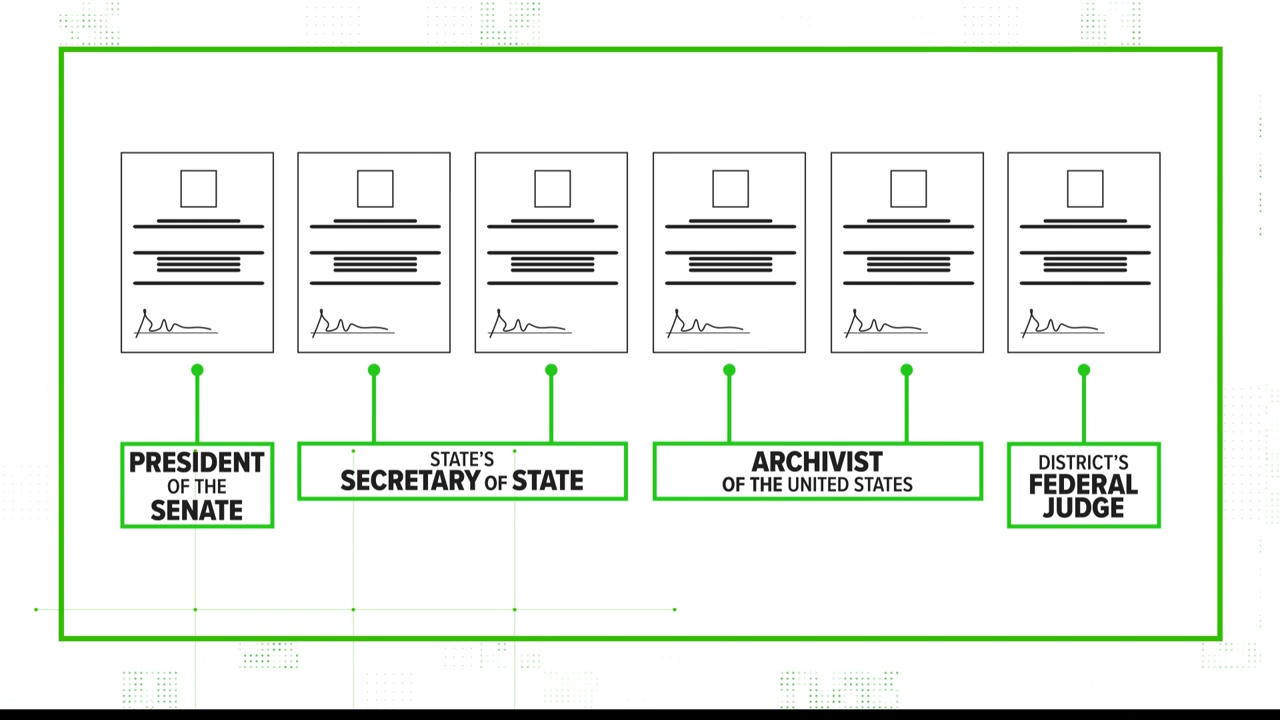 PRESIDENT
OF THE
SENATE
STATE'S
SECRETARY OF STATE
ARCHIVIST
OF THE UNITED STATES
DISTRICT'S
FEDERAL
JUDGE